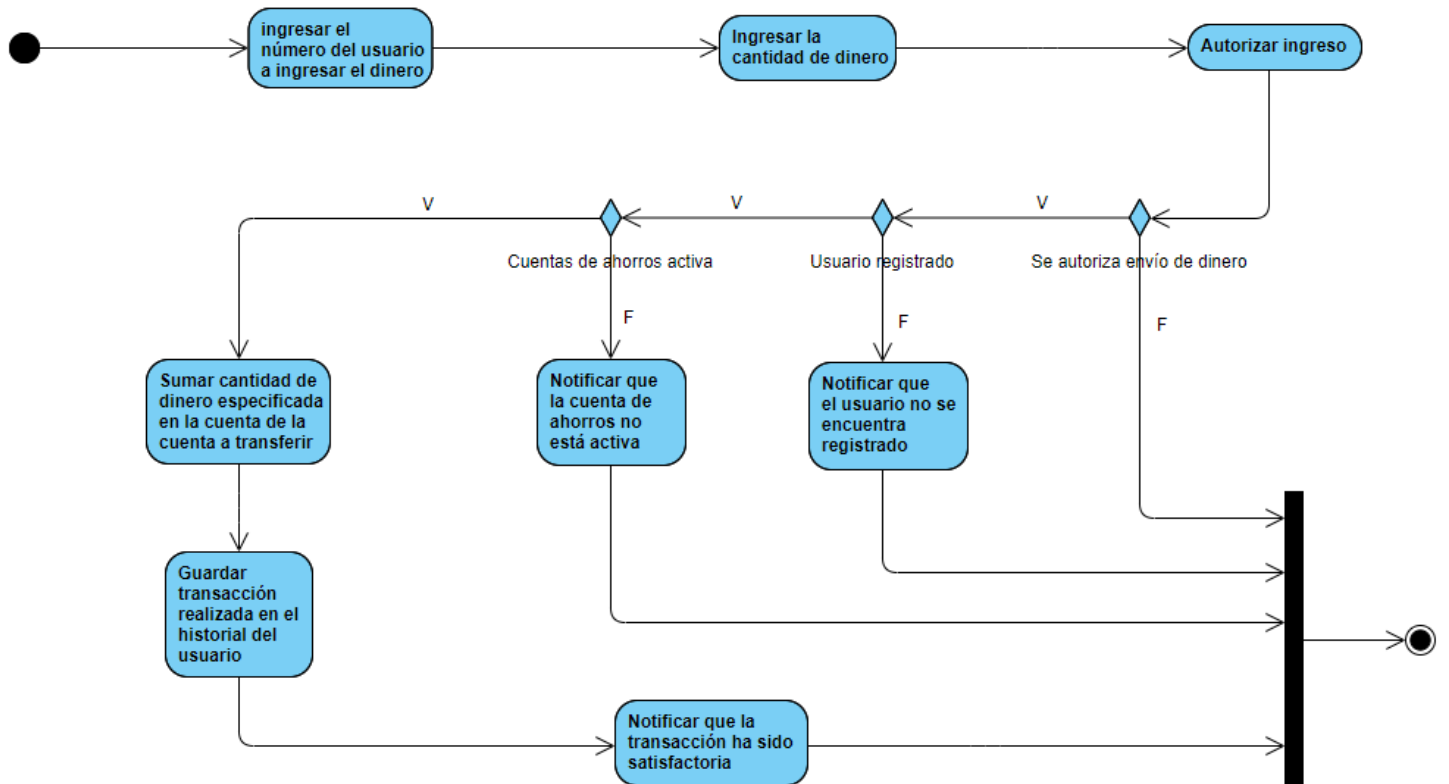 ingresar el
número del usuario
a ingresar el dinero
Ingresar la
cantidad de dinero
Autorizar ingreso
V
V
V
Cuentas de ahorros activa
Usuario registrado
Se autoriza envío de dinero
F
F
F
Sumar cantidad de
dinero especificada
en la cuenta de la
cuenta a transferir
Notificar que
la cuenta de
ahorros no
está activa
Notificar que
el usuario no se
encuentra
registrado
Guardar
transacción
realizada en el
historial del
usuario
Notificar que la
transacción ha sido
satisfactoria